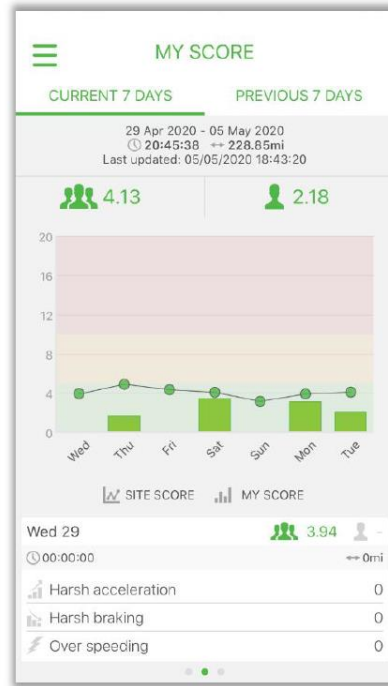 MY SCORE
CURRENT 7 DAYS PREVIOUS 7 DAYS
29 Apr 2020 - 05 May 2020
20:45:38 ↔ 228.85mi
Last updated: 05/05/2020 18:43:20
4.13 2.18
20
16
12
8
4
0
Wed Thu Fri Sat Sun Mon Tue
SITE SCORE MY SCORE
Wed 29 3.94 -
00:00:00 ↔ 0mi
Harsh acceleration 0
Harsh braking 0
Over speeding 0